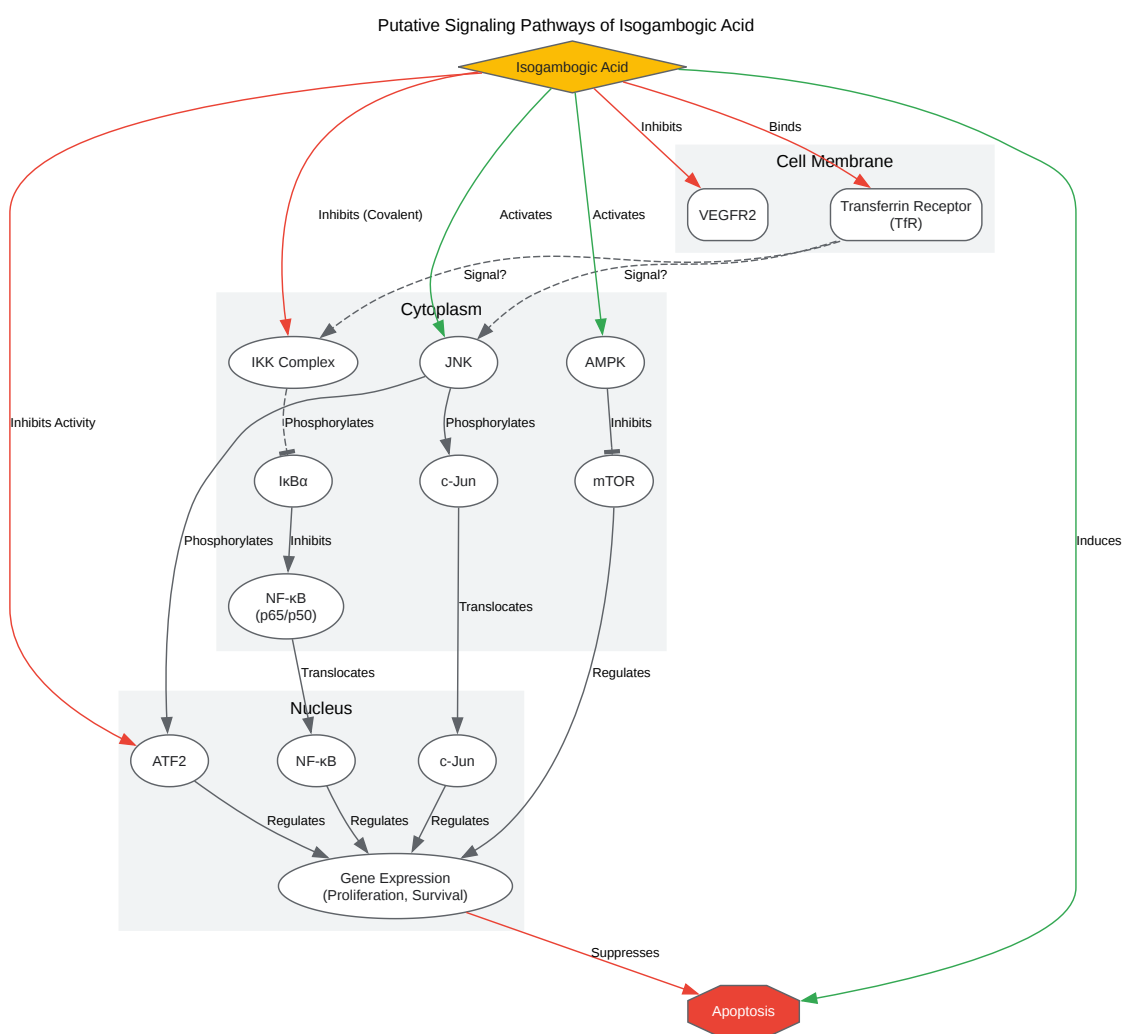 Putative Signaling Pathways of Isogambogic Acid
Isogambogic Acid
Inhibits
Binds
Cell Membrane
Inhibits (Covalent)
Activates
Activates
VEGFR2
Transferrin Receptor
(TfR)
Signal?
Signal?
Cytoplasm
IKK Complex
JNK
AMPK
Inhibits Activity
Phosphorylates
Phosphorylates
Inhibits
IκBα
c-Jun
mTOR
Phosphorylates
Inhibits
Induces
NF-κB
(p65/p50)
Translocates
Translocates
Regulates
Nucleus
ATF2
NF-κB
c-Jun
Regulates
Regulates
Regulates
Gene Expression
(Proliferation, Survival)
Suppresses
Apoptosis